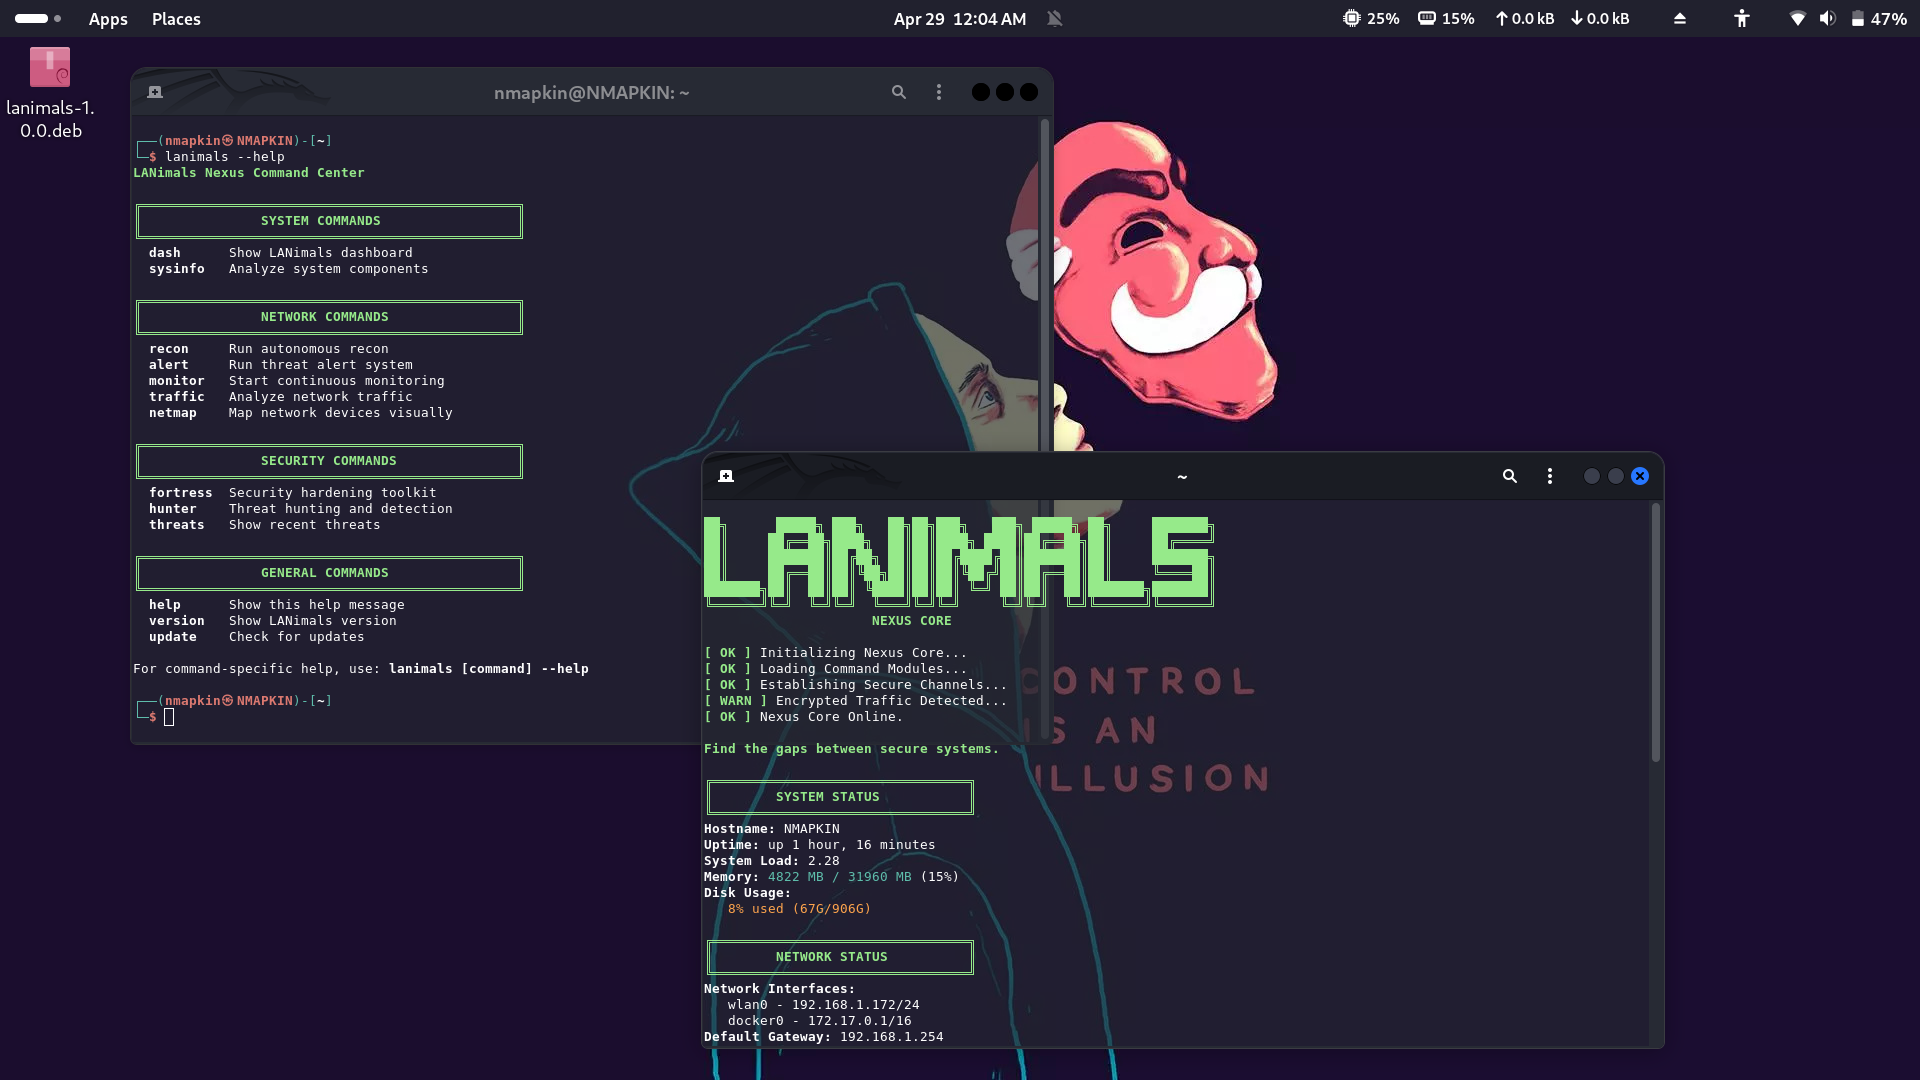 Apps Places Apr 29 12:04 AM 25% 15% 0.0 kB 0.0 kB 47%
lanimals-1.
0.0.deb
nmapkin@NMAPKIN: ~
┌──(nmapkin㉿NMAPKIN)-[~]
└─$ lanimals --help
LANimals Nexus Command Center
SYSTEM COMMANDS
dash Show LANimals dashboard
sysinfo Analyze system components
NETWORK COMMANDS
recon Run autonomous recon
alert Run threat alert system
monitor Start continuous monitoring
traffic Analyze network traffic
netmap Map network devices visually
SECURITY COMMANDS
fortress Security hardening toolkit
hunter Threat hunting and detection
threats Show recent threats
GENERAL COMMANDS
help Show this help message
version Show LANimals version
update Check for updates
For command-specific help, use: lanimals [command] --help
┌──(nmapkin㉿NMAPKIN)-[~]
└─$
~
LANIMALS
NEXUS CORE
[ OK ] Initializing Nexus Core...
[ OK ] Loading Command Modules...
[ OK ] Establishing Secure Channels...
[ WARN ] Encrypted Traffic Detected...
[ OK ] Nexus Core Online.
Find the gaps between secure systems.
SYSTEM STATUS
Hostname: NMAPKIN
Uptime: up 1 hour, 16 minutes
System Load: 2.28
Memory: 4822 MB / 31960 MB (15%)
Disk Usage:
8% used (67G/906G)
NETWORK STATUS
Network Interfaces:
wlan0 - 192.168.1.172/24
docker0 - 172.17.0.1/16
Default Gateway: 192.168.1.254
CONTROL
IS AN
ILLUSION